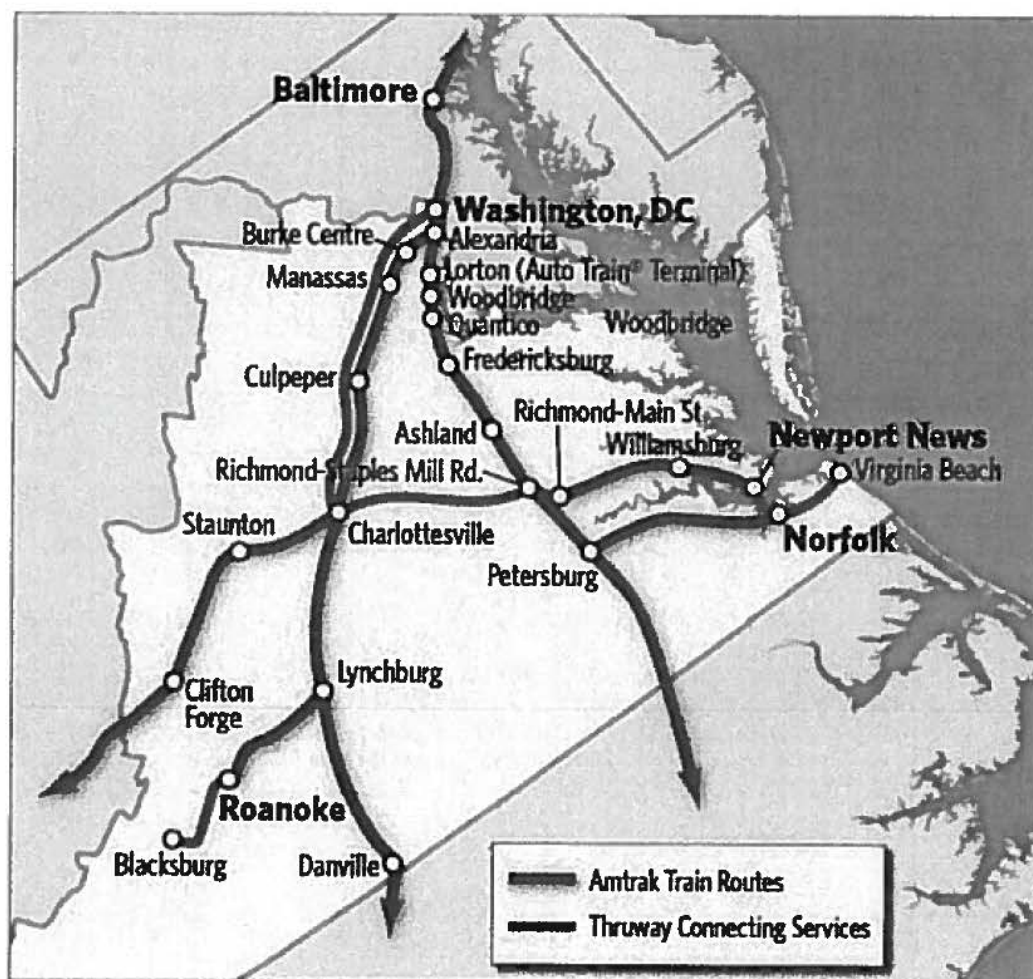 Baltimore
Washington, DC
Burke Centre
Alexandria
Manassas
Lorton (Auto Train® Terminal)
Woodbridge
Quantico
Woodbridge
Fredericksburg
Culpeper
Richmond-Main St.
Ashland
Williamsburg
Newport News
Richmond-Staples Mill Rd.
Virginia Beach
Staunton
Charlottesville
Norfolk
Petersburg
Lynchburg
Clifton
Forge
Roanoke
Blacksburg
Danville
Amtrak Train Routes
Thruway Connecting Services